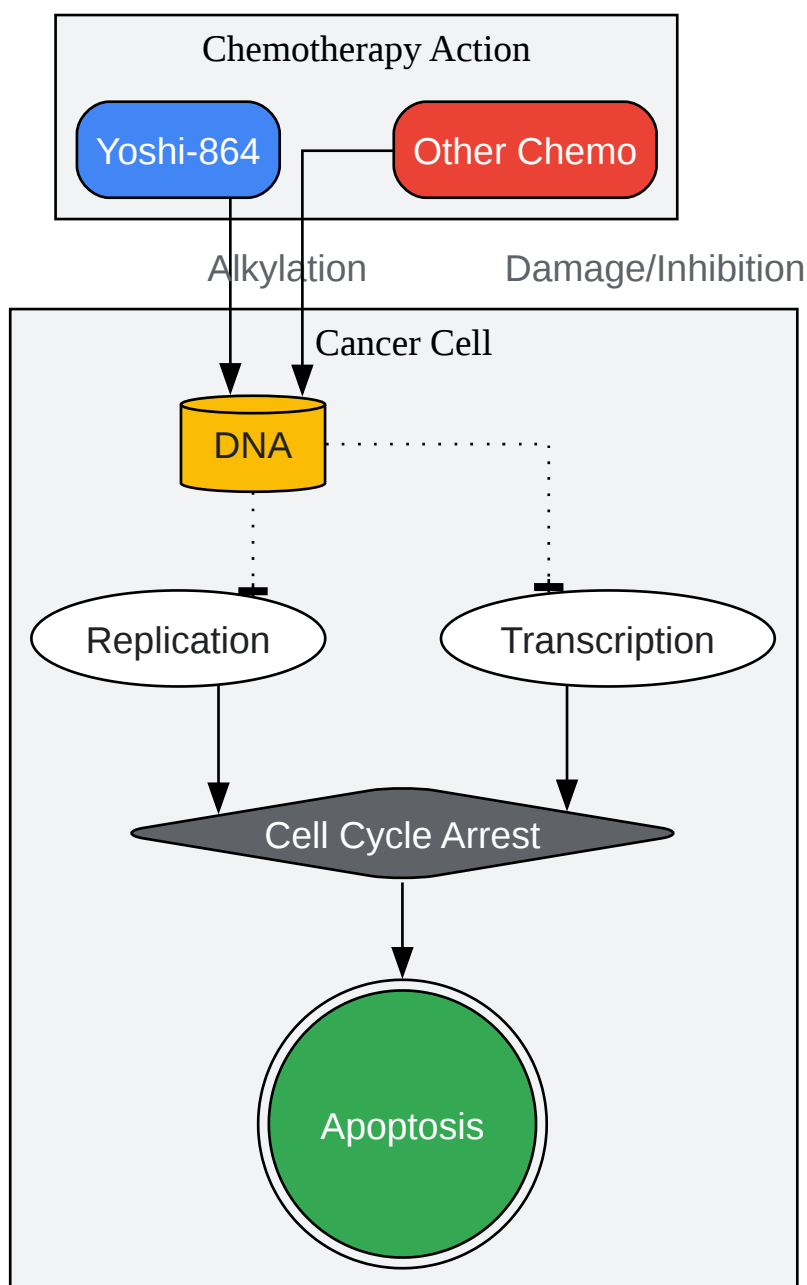 Chemotherapy Action
Yoshi-864
Other Chemo
Alkylation
Damage/Inhibition
Cancer Cell
DNA
Replication
Transcription
Cell Cycle Arrest
Apoptosis